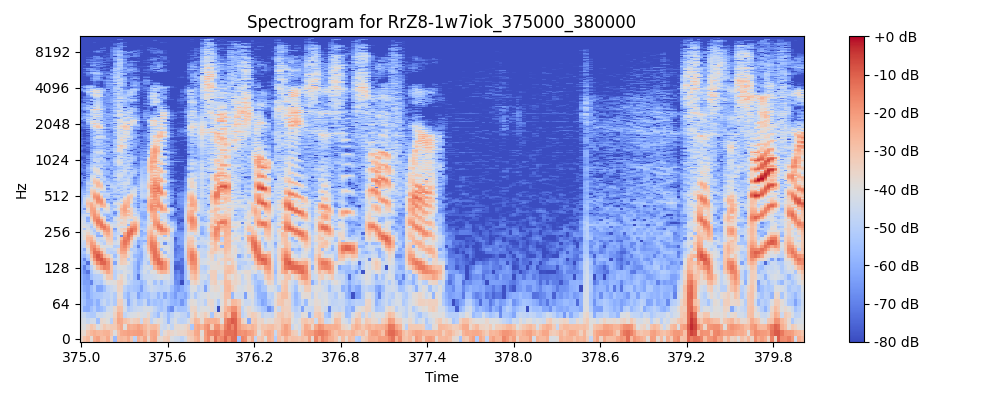 Spectrogram for RrZ8-1w7iok_375000_380000
8192
4096
2048
1024
512
256
128
64
0
Hz
375.0 375.6 376.2 376.8 377.4 378.0 378.6 379.2 379.8
Time
+0 dB
-10 dB
-20 dB
-30 dB
-40 dB
-50 dB
-60 dB
-70 dB
-80 dB